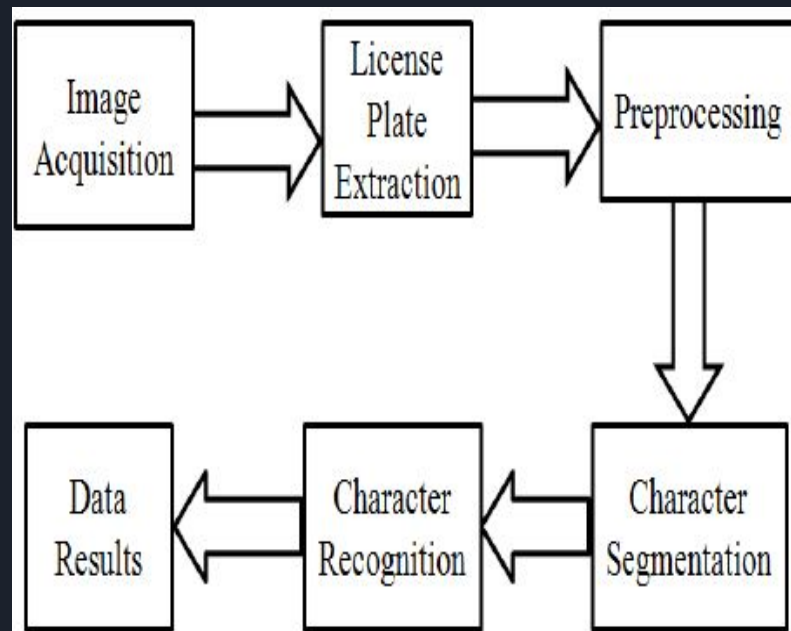 Image
Acquisition
License
Plate
Extraction
Preprocessing
Character
Segmentation
Character
Recognition
Data
Results